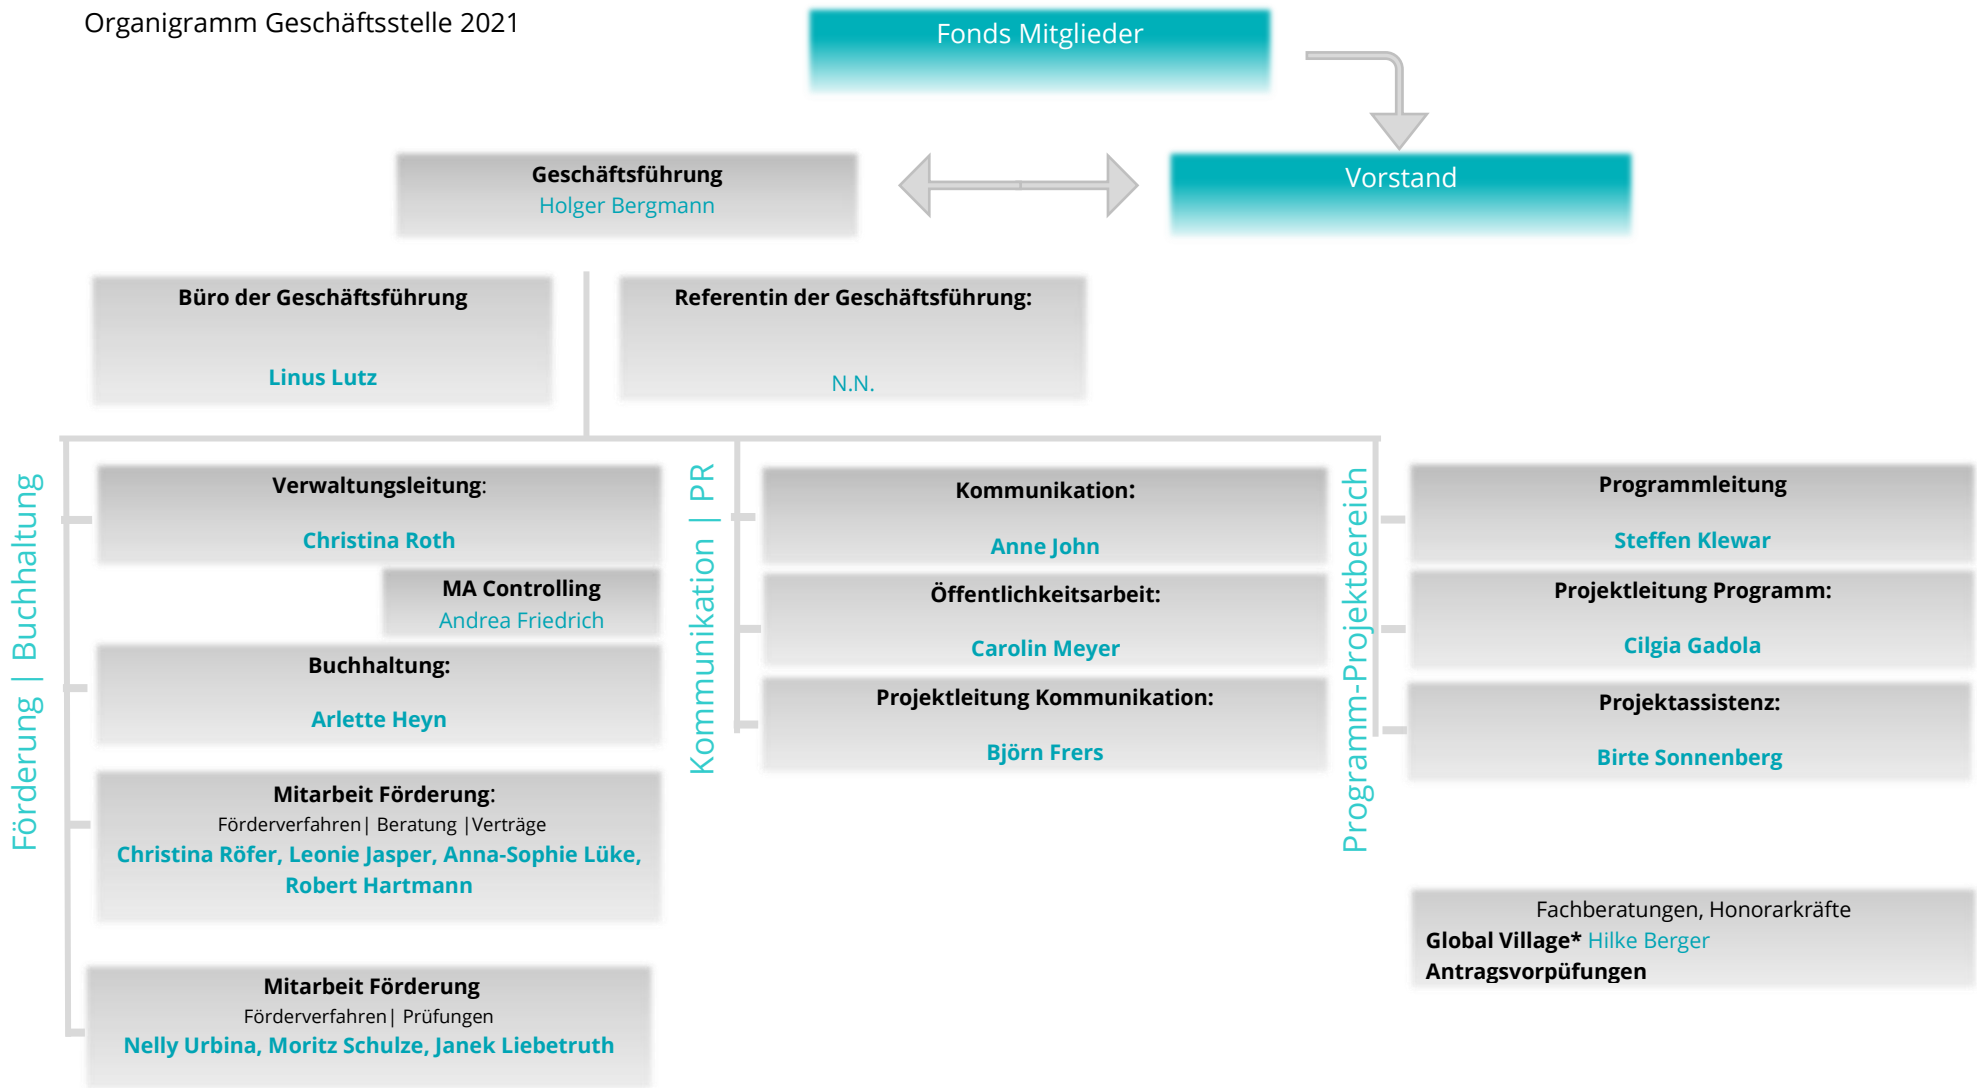 Organigramm Geschäftsstelle 2021
Fonds Mitglieder
Geschäftsführung
Holger Bergmann
Vorstand
Büro der Geschäftsführung
Linus Lutz
Referentin der Geschäftsführung:
N.N.
Förderung | Buchhaltung
Verwaltungsleitung:
Christina Roth
MA Controlling
Andrea Friedrich
Buchhaltung:
Arlette Heyn
Mitarbeit Förderung:
Förderverfahren| Beratung |Verträge
Christina Röfer, Leonie Jasper, Anna-Sophie Lüke,
Robert Hartmann
Mitarbeit Förderung
Förderverfahren| Prüfungen
Nelly Urbina, Moritz Schulze, Janek Liebetruth
Kommunikation | PR
Kommunikation:
Anne John
Öffentlichkeitsarbeit:
Carolin Meyer
Projektleitung Kommunikation:
Björn Frers
Programm-Projektbereich
Programmleitung
Steffen Klewar
Projektleitung Programm:
Cilgia Gadola
Projektassistenz:
Birte Sonnenberg
Fachberatungen, Honorarkräfte
Global Village* Hilke Berger
Antragsvorpüfungen